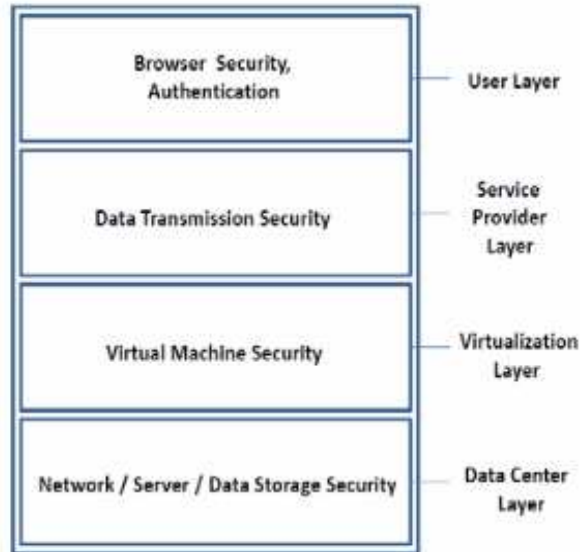 Browser Security,
Authentication
User Layer
Data Transmission Security
Service
Provider
Layer
Virtual Machine Security
Virtualization
Layer
Network / Server / Data Storage Security
Data Center
Layer